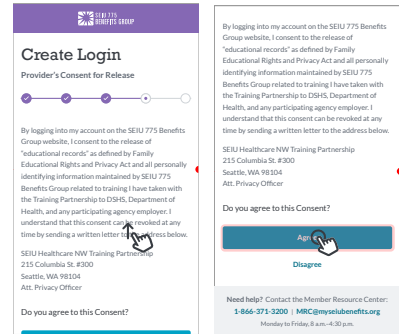 SEIU 775
BENEFITS GROUP
Create Login
Provider's Consent for Release
By logging into my account on the SEIU 775 Benefits
Group website, I consent to the release of
"educational records" as defined by Family
Educational Rights and Privacy Act and all personally
identifying information maintained by SEIU 775
Benefits Group related to training I have taken with
the Training Partnership to DSHS, Department of
Health, and any participating agency employer. I
understand that this consent can be revoked at any
time by sending a written letter to the address below.
SEIU Healthcare NW Training Partnership
215 Columbia St. #300
Seattle, WA 98104
Att. Privacy Officer
Do you agree to this Consent?
By logging into my account on the SEIU 775 Benefits
Group website, I consent to the release of
"educational records" as defined by Family
Educational Rights and Privacy Act and all personally
identifying information maintained by SEIU 775
Benefits Group related to training I have taken with
the Training Partnership to DSHS, Department of
Health, and any participating agency employer. I
understand that this consent can be revoked at any
time by sending a written letter to the address below.
SEIU Healthcare NW Training Partnership
215 Columbia St. #300
Seattle, WA 98104
Att. Privacy Officer
Do you agree to this Consent?
Agree
Disagree
Need help? Contact the Member Resource Center:
1-866-371-3200 | MRC@myseiubenefits.org
Monday to Friday, 8 a.m.–4:30 p.m.